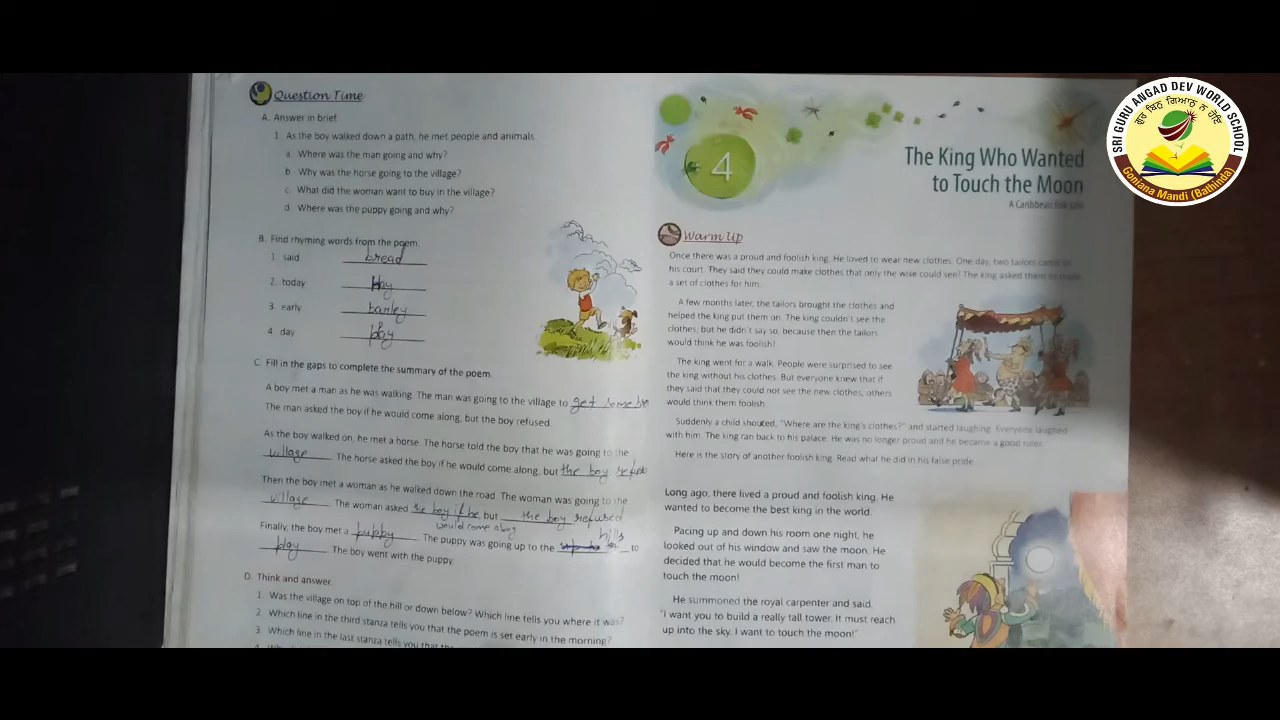 Question Time
A. Answer in brief.
1. As the boy walked down a path, he met people and animals.
a. Where was the man going and why?
b. Why was the horse going to the village?
c. What did the woman want to buy in the village?
d. Where was the puppy going and why?
B. Find rhyming words from the poem.
1. said bread
2. today Hay
3. early barley
4. day play
C. Fill in the gaps to complete the summary of the poem.
A boy met a man as he was walking. The man was going to the village to get some
The man asked the boy if he would come along, but the boy refused.
As the boy walked on, he met a horse. The horse told the boy that he was going to the
village. The horse asked the boy if he would come along, but the boy
Then the boy met a woman as he walked down the road. The woman was going to the
village. The woman asked the boy if he, but the boy refused
would come along
Finally, the boy met a puppy. The puppy was going up to the hills to
play. The boy went with the puppy.
D. Think and answer.
1. Was the village on top of the hill or down below? Which line tells you where it was?
2. Which line in the third stanza tells you that the poem is set early in the morning?
3. Which line in the last stanza tells you that
4
The King Who Wanted
to Touch the Moon
A Caribbean folk tale
Warm Up
Once there was a proud and foolish king. He loved to wear new clothes. One day, two tailors came to
his court. They said they could make clothes that only the wise could see! The king asked them to make
a set of clothes for him.
A few months later, the tailors brought the clothes and
helped the king put them on. The king couldn't see the
clothes, but he didn't say so, because then the tailors
would think he was foolish!
The king went for a walk. People were surprised to see
the king without his clothes. But everyone knew that if
they said that they could not see the new clothes, others
would think them foolish.
Suddenly a child shouted, "Where are the king's clothes?" and started laughing. Everyone laughed
with him. The king ran back to his palace. He was no longer proud and he became a good ruler.
Here is the story of another foolish king. Read what he did in his false pride.
Long ago, there lived a proud and foolish king. He
wanted to become the best king in the world.
Pacing up and down his room one night, he
looked out of his window and saw the moon. He
decided that he would become the first man to
touch the moon!
He summoned the royal carpenter and said,
"I want you to build a really tall tower. It must reach
up into the sky. I want to touch the moon!"
SRI GURU ANGAD DEV WORLD SCHOOL
ਗੁਰ ਬਿਨੁ ਗਿਆਨੁ ਨ ਹੋਇ
Goniana Mandi (Bathinda)